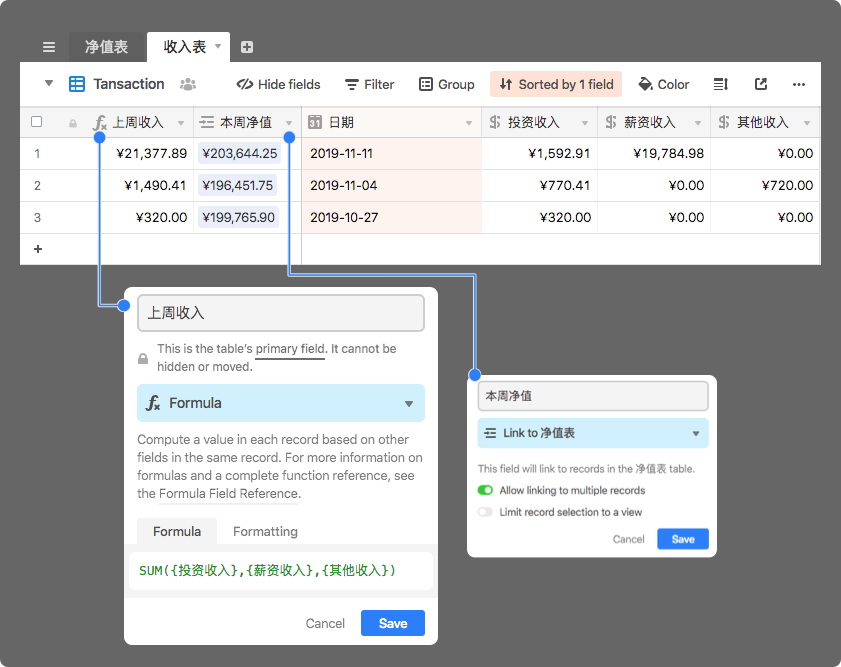 净值表 收入表
Tansaction Hide fields Filter Group Sorted by 1 field Color
上周收入 本周净值 31 日期 投资收入 薪资收入 其他收入
1 ¥21,377.89 ¥203,644.25 2019-11-11 ¥1,592.91 ¥19,784.98 ¥0.00
2 ¥1,490.41 ¥196,451.75 2019-11-04 ¥770.41 ¥0.00 ¥720.00
3 ¥320.00 ¥199,765.90 2019-10-27 ¥320.00 ¥0.00 ¥0.00
上周收入
This is the table's primary field. It cannot be
hidden or moved.
Formula
Compute a value in each record based on other
fields in the same record. For more information on
formulas and a complete function reference, see
the Formula Field Reference.
Formula Formatting
SUM({投资收入},{薪资收入},{其他收入})
Cancel Save
本周净值
Link to 净值表
This field will link to records in the 净值表 table.
Allow linking to multiple records
Limit record selection to a view
Cancel Save